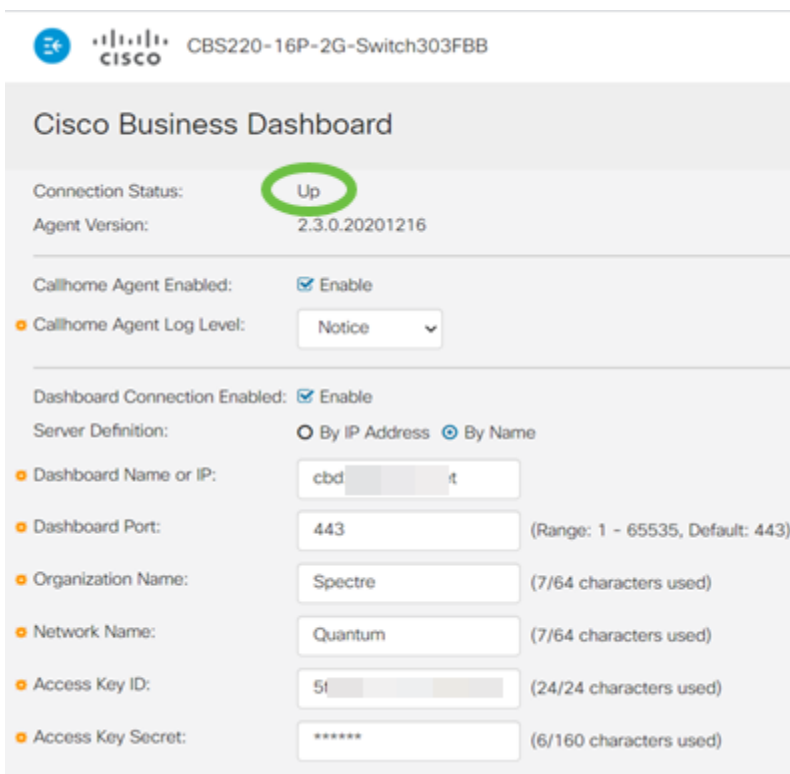 CISCO CBS220-16P-2G-Switch303FBB
Cisco Business Dashboard
Connection Status: Up
Agent Version: 2.3.0.20201216
Callhome Agent Enabled: Enable
Callhome Agent Log Level: Notice
Dashboard Connection Enabled: Enable
Server Definition: By IP Address By Name
Dashboard Name or IP: cbd t
Dashboard Port: 443 (Range: 1 - 65535, Default: 443)
Organization Name: Spectre (7/64 characters used)
Network Name: Quantum (7/64 characters used)
Access Key ID: 5f (24/24 characters used)
Access Key Secret: ****** (6/160 characters used)